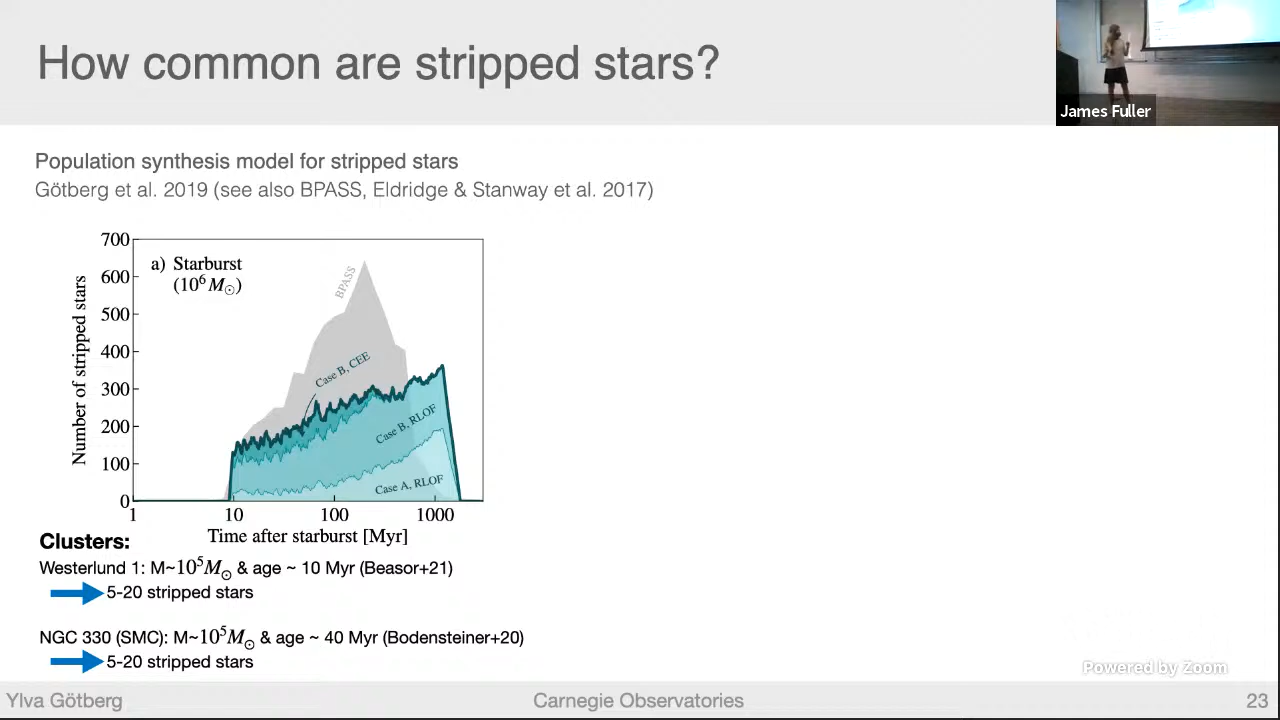 How common are stripped stars?
James Fuller
Population synthesis model for stripped stars
Götberg et al. 2019 (see also BPASS, Eldridge & Stanway et al. 2017)
700
600
500
400
300
200
100
0
Number of stripped stars
a) Starburst
(10⁶ M☉)
BPASS
Case B, CEE
Case B, RLOF
Case A, RLOF
1 10 100 1000
Time after starburst [Myr]
Clusters:
Westerlund 1: M~10⁵M☉ & age ~ 10 Myr (Beasor+21)
5-20 stripped stars
NGC 330 (SMC): M~10⁵M☉ & age ~ 40 Myr (Bodensteiner+20)
5-20 stripped stars
Powered by Zoom
Ylva Götberg
Carnegie Observatories
23